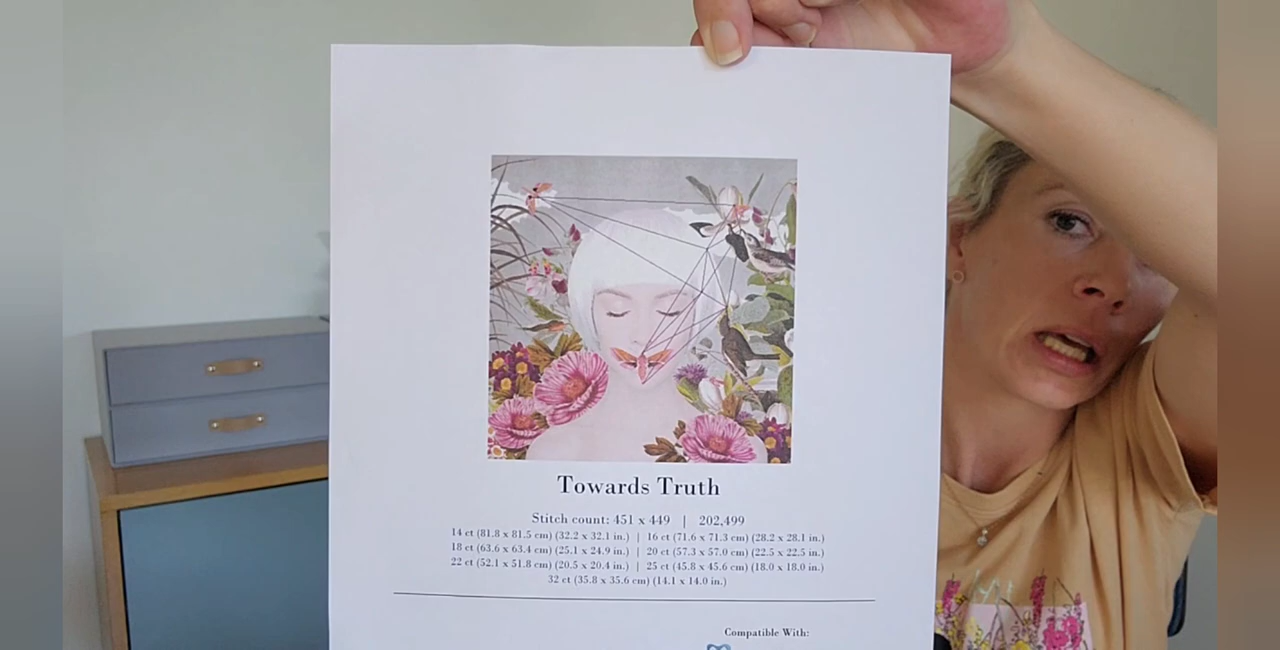 Towards Truth
Stitch count: 451 x 449 | 202,499
14 ct (81.8 x 81.5 cm) (32.2 x 32.1 in.) | 16 ct (71.6 x 71.3 cm) (28.2 x 28.1 in.)
18 ct (63.6 x 63.4 cm) (25.1 x 24.9 in.) | 20 ct (57.3 x 57.0 cm) (22.5 x 22.5 in.)
22 ct (52.1 x 51.8 cm) (20.5 x 20.4 in.) | 25 ct (45.8 x 45.6 cm) (18.0 x 18.0 in.)
32 ct (35.8 x 35.6 cm) (14.1 x 14.0 in.)
Compatible With: